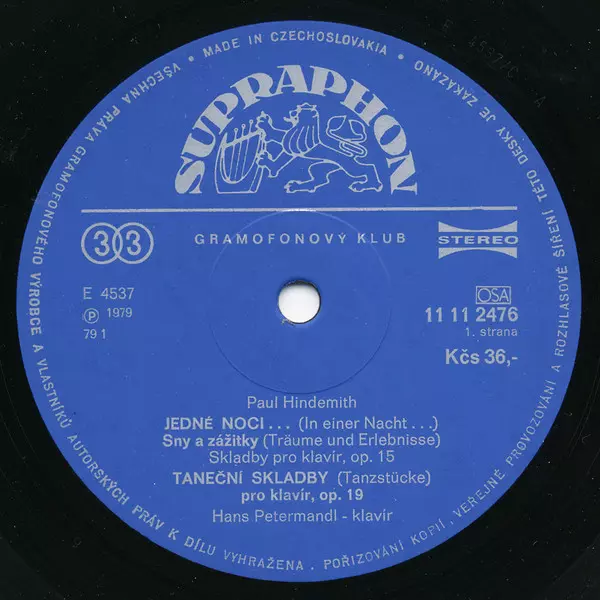 VŠECHNA PRÁVA GRAMOFONOVÉHO VÝROBCE A VLASTNÍKŮ AUTORSKÝCH PRÁV K DÍLU VYHRAŽENA. POŘIZOVÁNÍ KOPIÍ, VEŘEJNÉ PROVOZOVÁNÍ A ROZHLASOVÉ ŠÍŘENÍ TÉTO DESKY JE ZAKÁZÁNO • MADE IN CZECHOSLOVAKIA •
SUPRAPHON
33 GRAMOFONOVÝ KLUB STEREO
E 4537
℗ 1979
79 1
OSA
11 11 2476
1. strana
Kčs 36,-
Paul Hindemith
JEDNÉ NOCI... (In einer Nacht...)
Sny a zážitky (Träume und Erlebnisse)
Skladby pro klavír, op. 15
TANEČNÍ SKLADBY (Tanzstücke)
pro klavír, op. 19
Hans Petermandl - klavír